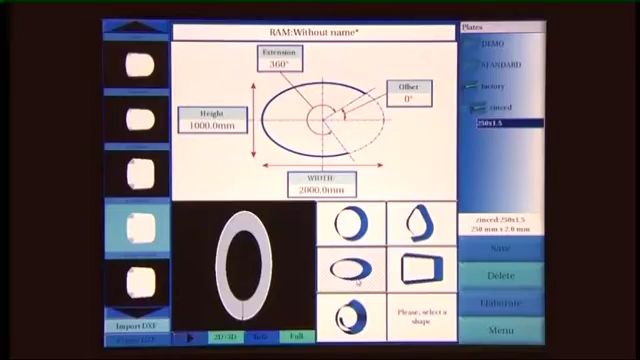 RAM:Without name*
Plates
DEMO
STANDARD
factory
zinced
250x1.5
Extension
360°
Offset
0°
Height
1000.0mm
WIDTH
2000.0mm
zinced:250x1.5
250 mm x 2.0 mm
Save
Delete
Elaborate
Menu
Please, select a
shape
Import DXF
2D/3D
Full